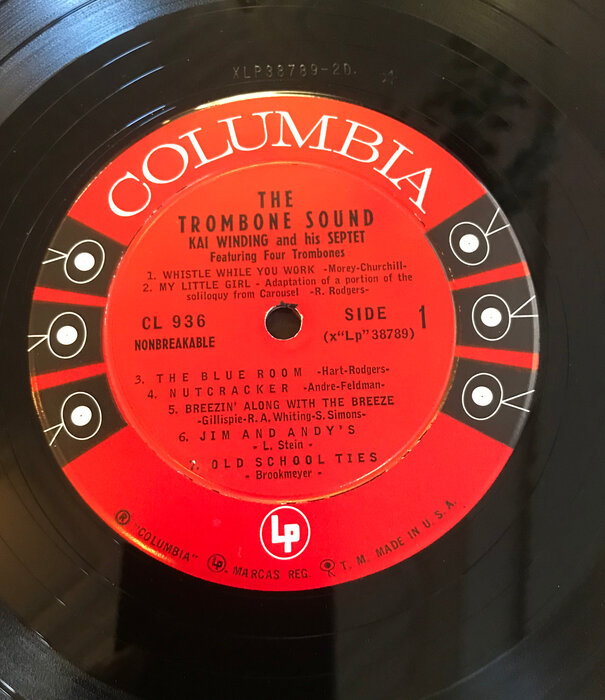 XLP38789-2D.
COLUMBIA
THE
TROMBONE SOUND
KAI WINDING and his SEPTET
Featuring Four Trombones
1. WHISTLE WHILE YOU WORK -Morey-Churchill-
2. MY LITTLE GIRL - Adaptation of a portion of the
soliloquy from Carousel -R. Rodgers-
CL 936
NONBREAKABLE
SIDE 1
(x"Lp"38789)
3. THE BLUE ROOM -Hart-Rodgers-
4. NUTCRACKER -Andre-Feldman-
5. BREEZIN' ALONG WITH THE BREEZE
-Gillispie-R. A. Whiting-S. Simons-
6. JIM AND ANDY'S
- L. Stein -
7. OLD SCHOOL TIES
- Brookmeyer -
Lp
® "COLUMBIA" Lp, MARCAS REG. T. M. MADE IN U. S. A.